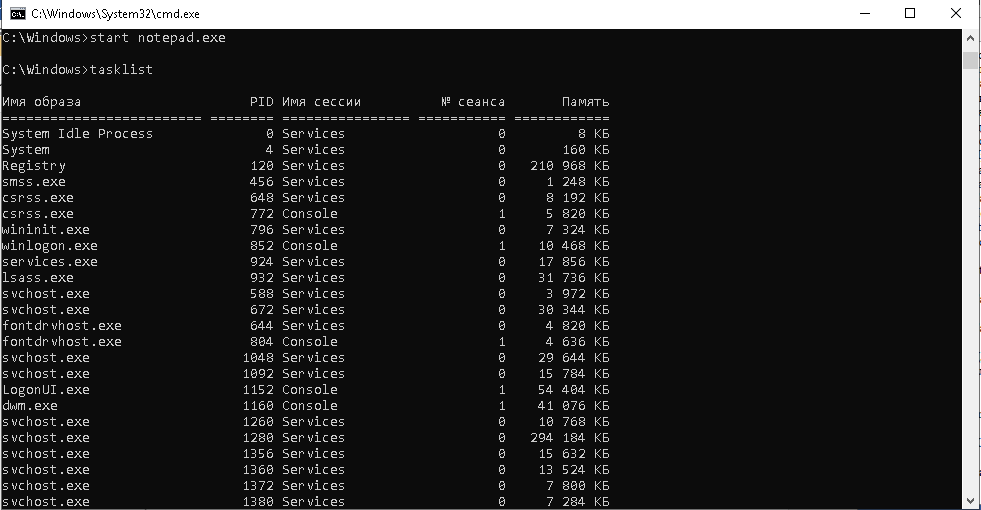 C:\Windows\System32\cmd.exe
C:\Windows>start notepad.exe
C:\Windows>tasklist
Имя образа                     PID Имя сессии          № сеанса       Память
========================= ======== ================ =========== ============
System Idle Process              0 Services                   0         8 КБ
System                           4 Services                   0       160 КБ
Registry                       120 Services                   0   210 968 КБ
smss.exe                       456 Services                   0     1 248 КБ
csrss.exe                      648 Services                   0     8 192 КБ
csrss.exe                      772 Console                    1     5 820 КБ
wininit.exe                    796 Services                   0     7 324 КБ
winlogon.exe                   852 Console                    1    10 468 КБ
services.exe                   924 Services                   0    17 856 КБ
lsass.exe                      932 Services                   0    31 736 КБ
svchost.exe                    588 Services                   0     3 972 КБ
svchost.exe                    672 Services                   0    30 344 КБ
fontdrvhost.exe                644 Services                   0     4 820 КБ
fontdrvhost.exe                804 Console                    1     4 636 КБ
svchost.exe                   1048 Services                   0    29 644 КБ
svchost.exe                   1092 Services                   0    15 784 КБ
LogonUI.exe                   1152 Console                    1    54 404 КБ
dwm.exe                       1160 Console                    1    41 076 КБ
svchost.exe                   1260 Services                   0    10 768 КБ
svchost.exe                   1280 Services                   0   294 184 КБ
svchost.exe                   1356 Services                   0    15 632 КБ
svchost.exe                   1360 Services                   0    13 524 КБ
svchost.exe                   1372 Services                   0     7 800 КБ
svchost.exe                   1380 Services                   0     7 284 КБ